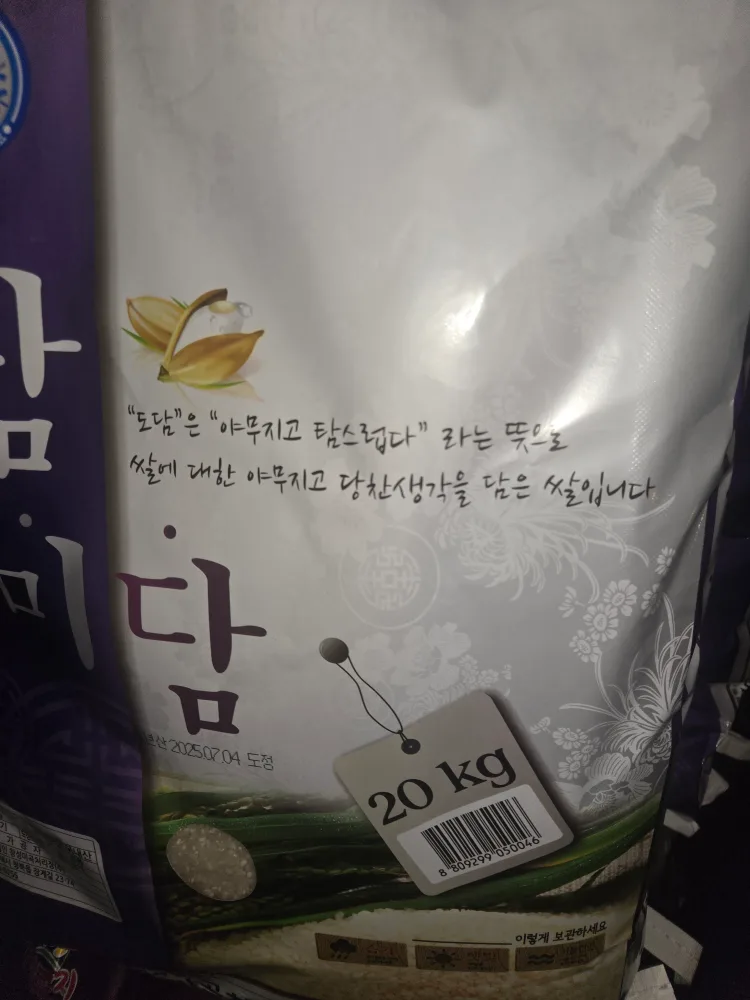 "도담"은 "야무지고 탐스럽다" 라는 뜻으로
쌀에 대한 야무지고 당찬생각을 담은 쌀입니다
담
미
담
년산 2025.07.04 도정
20 kg
8 809299 050046
이렇게 보관하세요